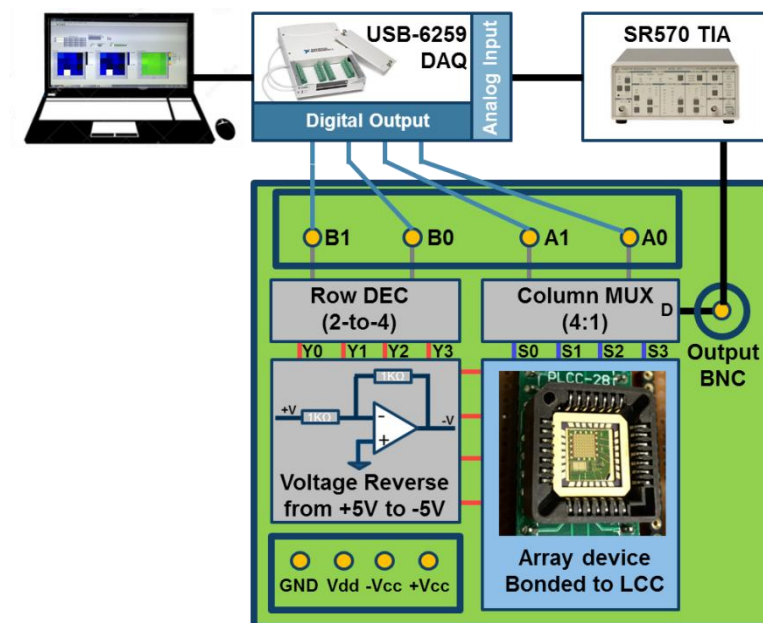 USB-6259
DAQ
Analog Input
SR570 TIA
Digital Output
B1
B0
A1
A0
Row DEC
(2-to-4)
Column MUX
(4:1)
D
Output
BNC
Y0
Y1
Y2
Y3
S0
S1
S2
S3
+V
1KΩ
1KΩ
-
+
-V
Voltage Reverse
from +5V to -5V
PLCC-28
Array device
Bonded to LCC
GND
Vdd
-Vcc
+Vcc